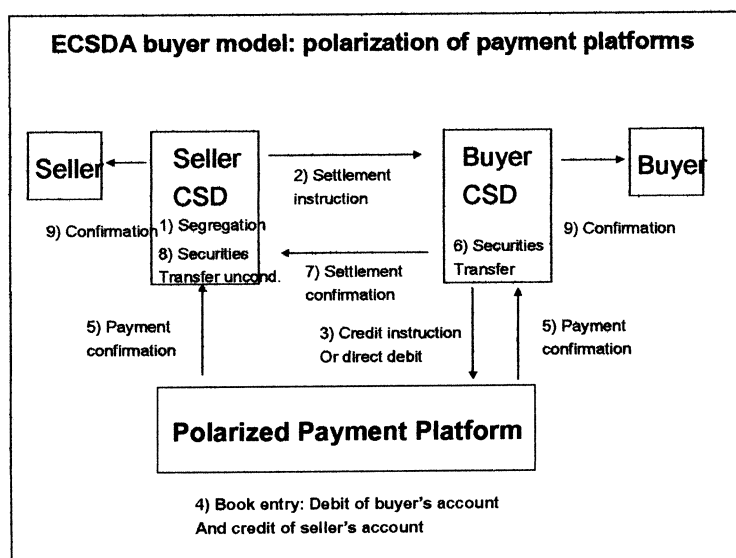 ECSDA buyer model: polarization of payment platforms
Seller
Seller
CSD
1) Segregation
8) Securities
Transfer uncond.
2) Settlement
instruction
Buyer
CSD
6) Securities
Transfer
Buyer
9) Confirmation
9) Confirmation
7) Settlement
confirmation
5) Payment
confirmation
3) Credit instruction
Or direct debit
5) Payment
confirmation
Polarized Payment Platform
4) Book entry: Debit of buyer's account
And credit of seller's account